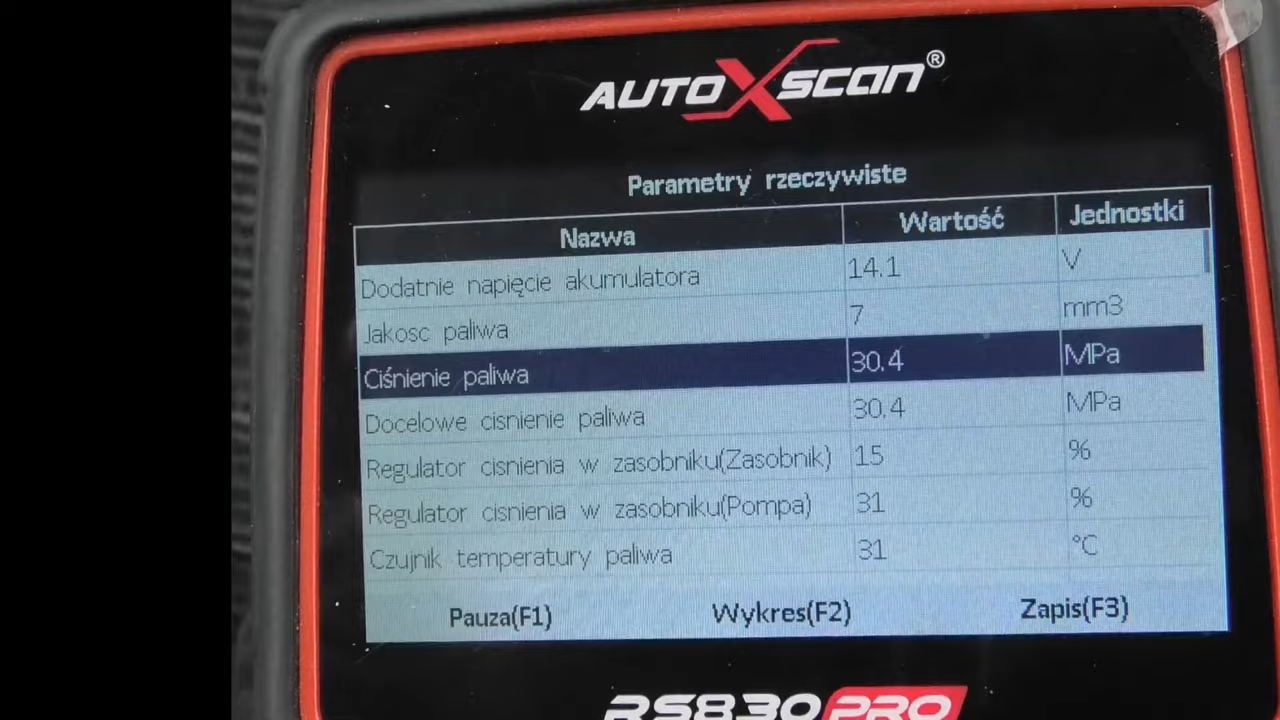 AUTOXSCAN®
Parametry rzeczywiste
Nazwa Wartość Jednostki
Dodatnie napięcie akumulatora 14.1 V
Jakosc paliwa 7 mm3
Ciśnienie paliwa 30.4 MPa
Docelowe cisnienie paliwa 30.4 MPa
Regulator cisnienia w zasobniku(Zasobnik) 15 %
Regulator cisnienia w zasobniku(Pompa) 31 %
Czujnik temperatury paliwa 31 °C
Pauza(F1) Wykres(F2) Zapis(F3)
RS830 PRO